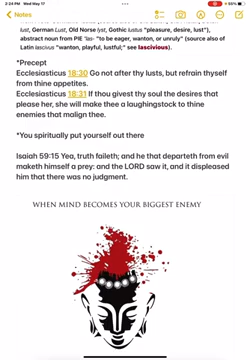 2:24 PM Wed May 17
55%
Notes
lust, German Lust, Old Norse lyst, Gothic lustus "pleasure, desire, lust"),
abstract noun from PIE *las- "to be eager, wanton, or unruly" (source also of
Latin lascivus "wanton, playful, lustful;" see lascivious).
*Precept
Ecclesiasticus 18:30 Go not after thy lusts, but refrain thyself
from thine appetites.
Ecclesiasticus 18:31 If thou givest thy soul the desires that
please her, she will make thee a laughingstock to thine
enemies that malign thee.
*You spiritually put yourself out there
Isaiah 59:15 Yea, truth faileth; and he that departeth from evil
maketh himself a prey: and the LORD saw it, and it displeased
him that there was no judgment.
WHEN MIND BECOMES YOUR BIGGEST ENEMY